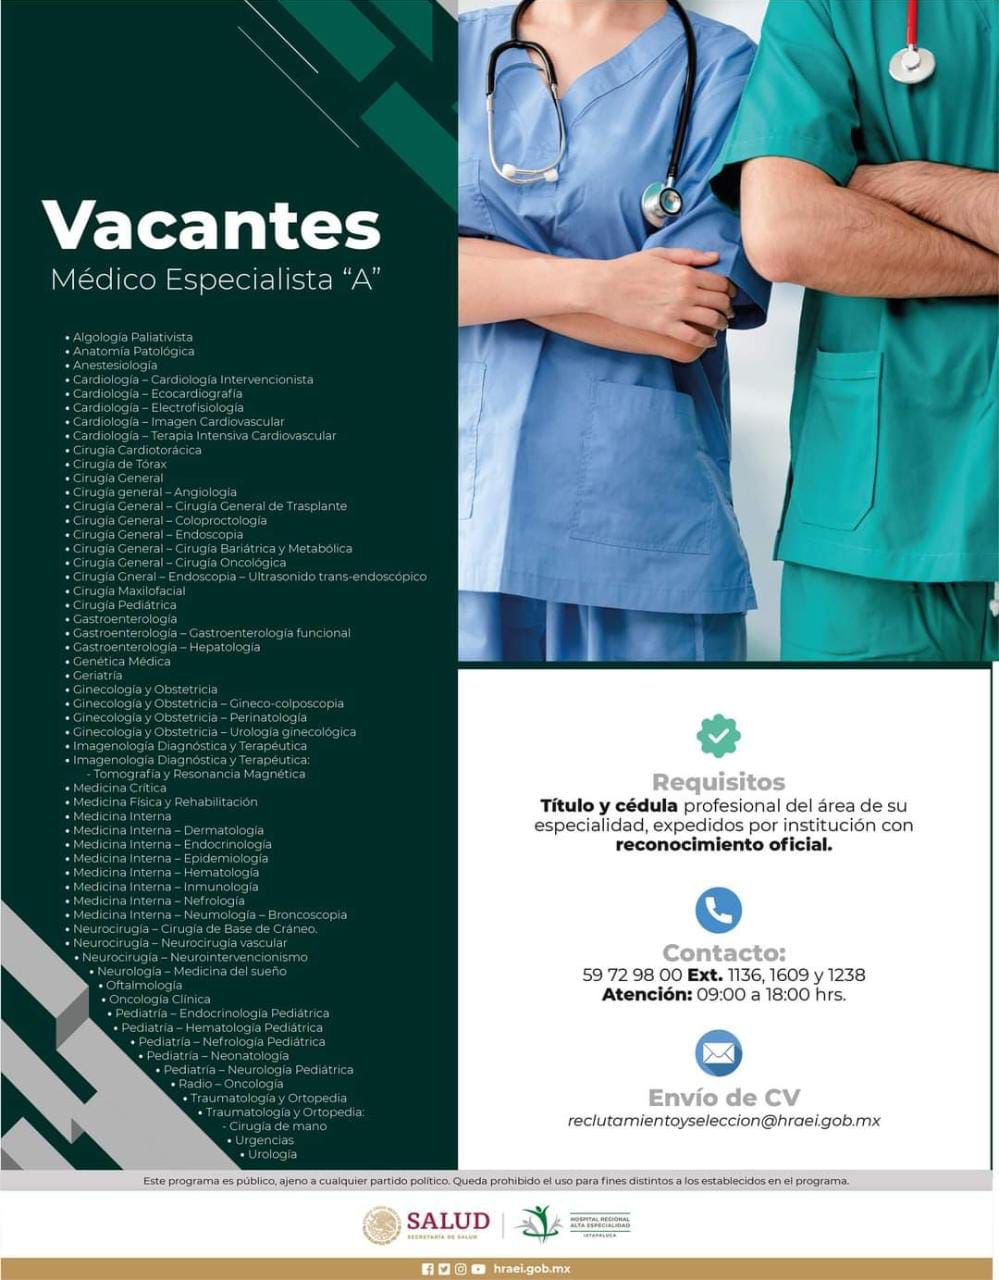 Vacantes
Médico Especialista “A”
• Algología Paliativista
• Anatomía Patológica
• Anestesiología
• Cardiología – Cardiología Intervencionista
• Cardiología – Ecocardiografía
• Cardiología – Electrofisiología
• Cardiología – Imagen Cardiovascular
• Cardiología – Terapia Intensiva Cardiovascular
• Cirugía Cardiotorácica
• Cirugía de Tórax
• Cirugía General
• Cirugía general – Angiología
• Cirugía General – Cirugía General de Trasplante
• Cirugía General – Coloproctología
• Cirugía General – Endoscopia
• Cirugía General – Cirugía Bariátrica y Metabólica
• Cirugía General – Cirugía Oncológica
• Cirugía Gneral – Endoscopia – Ultrasonido trans-endoscópico
• Cirugía Maxilofacial
• Cirugía Pediátrica
• Gastroenterología
• Gastroenterología – Gastroenterología funcional
• Gastroenterología – Hepatología
• Genética Médica
• Geriatría
• Ginecología y Obstetricia
• Ginecología y Obstetricia – Gineco-colposcopia
• Ginecología y Obstetricia – Perinatología
• Ginecología y Obstetricia – Urología ginecológica
• Imagenología Diagnóstica y Terapéutica
• Imagenología Diagnóstica y Terapéutica:
- Tomografía y Resonancia Magnética
• Medicina Crítica
• Medicina Física y Rehabilitación
• Medicina Interna
• Medicina Interna – Dermatología
• Medicina Interna – Endocrinología
• Medicina Interna – Epidemiología
• Medicina Interna – Hematología
• Medicina Interna – Inmunología
• Medicina Interna – Nefrología
• Medicina Interna – Neumología – Broncoscopia
• Neurocirugía – Cirugía de Base de Cráneo.
• Neurocirugía – Neurocirugía vascular
• Neurocirugía – Neurointervencionismo
• Neurología – Medicina del sueño
• Oftalmología
• Oncología Clínica
• Pediatría – Endocrinología Pediátrica
• Pediatría – Hematología Pediátrica
• Pediatría – Nefrología Pediátrica
• Pediatría – Neonatología
• Pediatría – Neurología Pediátrica
• Radio – Oncología
• Traumatología y Ortopedia
• Traumatología y Ortopedia:
- Cirugía de mano
• Urgencias
• Urología
Requisitos
Título y cédula profesional del área de su
especialidad, expedidos por institución con
reconocimiento oficial.
Contacto:
59 72 98 00 Ext. 1136, 1609 y 1238
Atención: 09:00 a 18:00 hrs.
Envío de CV
reclutamientoyseleccion@hraei.gob.mx
Este programa es público, ajeno a cualquier partido político. Queda prohibido el uso para fines distintos a los establecidos en el programa.
SALUD
SECRETARÍA DE SALUD
HOSPITAL REGIONAL
ALTA ESPECIALIDAD
IXTAPALUCA
hraei.gob.mx